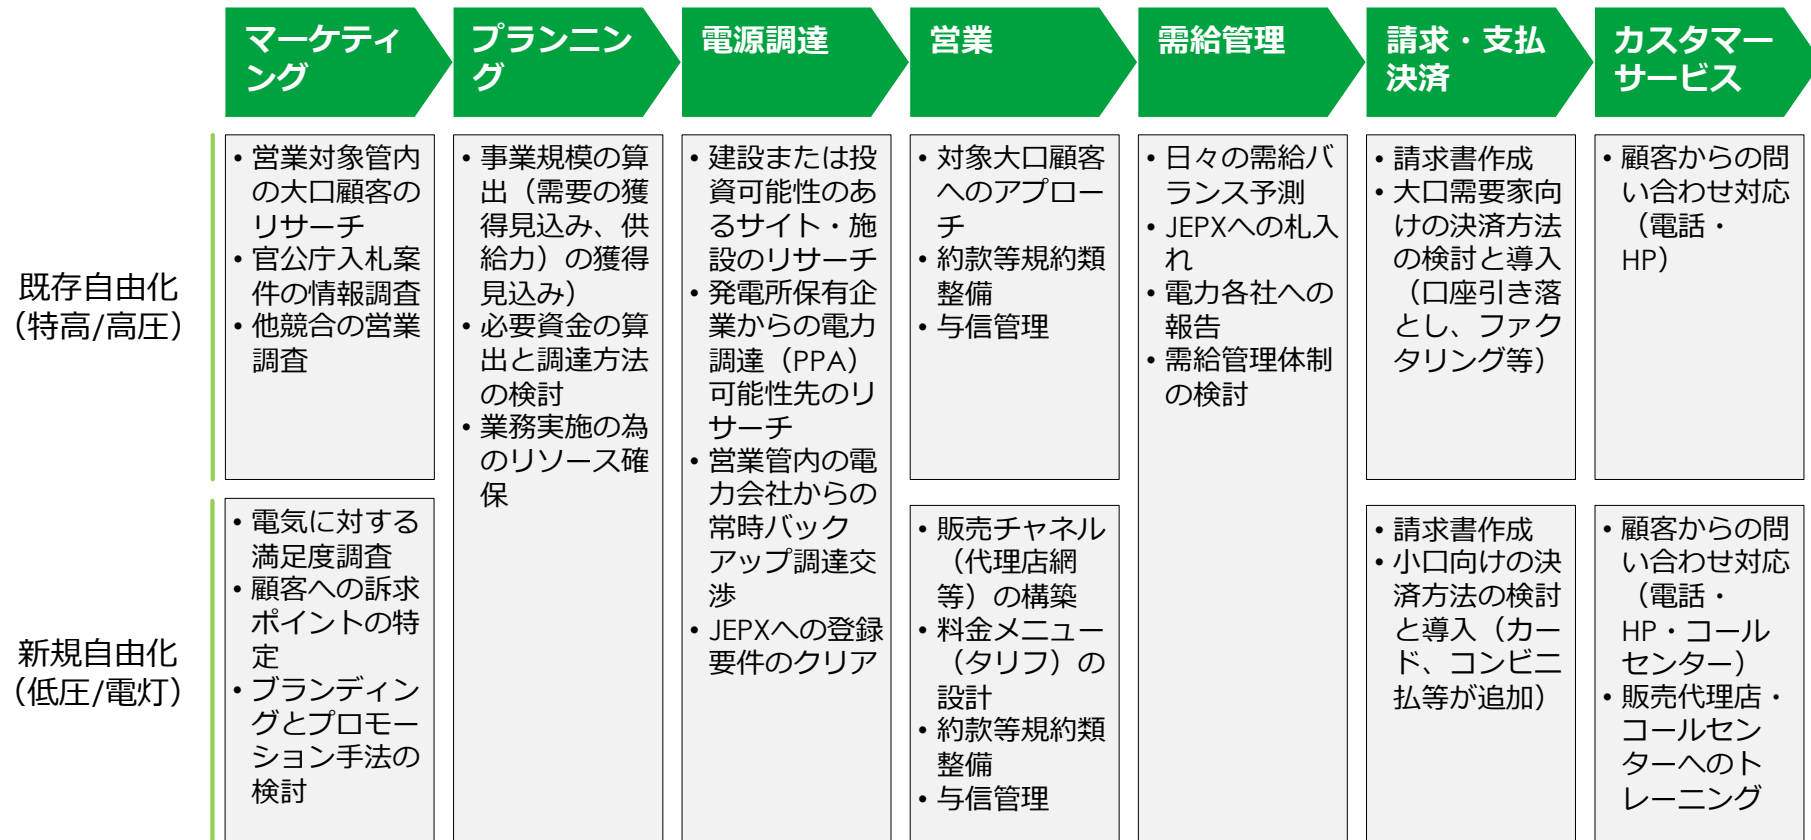 マーケティ
ング
プランニン
グ
電源調達
営業
需給管理
請求・支払
決済
カスタマー
サービス
既存自由化
（特高/高圧）
• 営業対象管内
の大口顧客の
リサーチ
• 官公庁入札案
件の情報調査
• 他競合の営業
調査
• 事業規模の算
出（需要の獲
得見込み、供
給力）の獲得
見込み）
• 必要資金の算
出と調達方法
の検討
• 業務実施の為
のリソース確
保
• 建設または投
資可能性のあ
るサイト・施
設のリサーチ
• 発電所保有企
業からの電力
調達（PPA）
可能性先のリ
サーチ
• 営業管内の電
力会社からの
常時バック
アップ調達交
渉
• JEPXへの登録
要件のクリア
• 対象大口顧客
へのアプロー
チ
• 約款等規約類
整備
• 与信管理
• 日々の需給バ
ランス予測
• JEPXへの札入
れ
• 電力各社への
報告
• 需給管理体制
の検討
• 請求書作成
• 大口需要家向
けの決済方法
の検討と導入
（口座引き落
とし、ファク
タリング等）
• 顧客からの問
い合わせ対応
（電話・
HP）
新規自由化
（低圧/電灯）
• 電気に対する
満足度調査
• 顧客への訴求
ポイントの特
定
• ブランディン
グとプロモー
ション手法の
検討
• 販売チャネル
（代理店網
等）の構築
• 料金メニュー
（タリフ）の
設計
• 約款等規約類
整備
• 与信管理
• 請求書作成
• 小口向けの決
済方法の検討
と導入（カー
ド、コンビニ
払等が追加）
• 顧客からの問
い合わせ対応
（電話・
HP・コール
センター）
• 販売代理店・
コールセン
ターへのト
レーニング